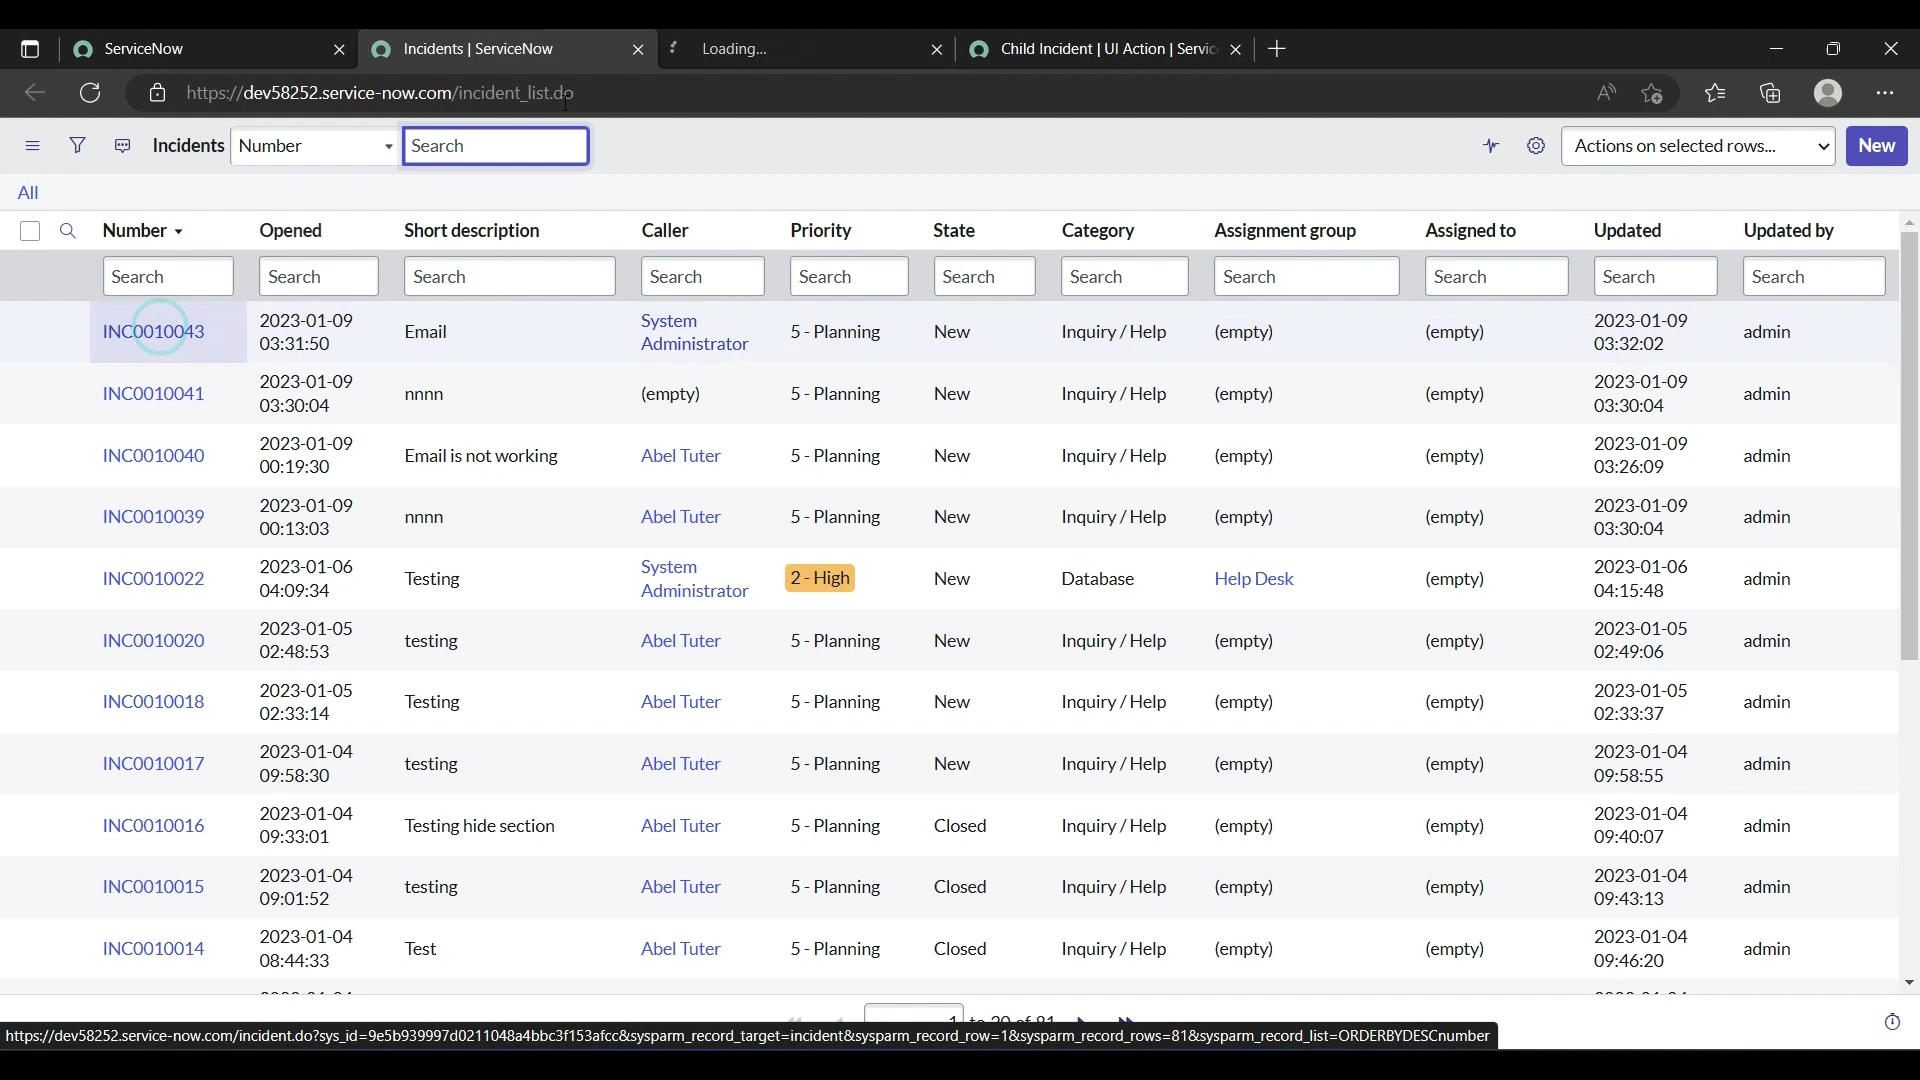 ServiceNow
Incidents | ServiceNow
Loading...
Child Incident | UI Action | Servic
https://dev58252.service-now.com/incident_list.do
Incidents Number Search Actions on selected rows... New
All
Number Opened Short description Caller Priority State Category Assignment group Assigned to Updated Updated by
Search Search Search Search Search Search Search Search Search Search Search
INC0010043 2023-01-09 03:31:50 Email System Administrator 5 - Planning New Inquiry / Help (empty) (empty) 2023-01-09 03:32:02 admin
INC0010041 2023-01-09 03:30:04 nnnn (empty) 5 - Planning New Inquiry / Help (empty) (empty) 2023-01-09 03:30:04 admin
INC0010040 2023-01-09 00:19:30 Email is not working Abel Tuter 5 - Planning New Inquiry / Help (empty) (empty) 2023-01-09 03:26:09 admin
INC0010039 2023-01-09 00:13:03 nnnn Abel Tuter 5 - Planning New Inquiry / Help (empty) (empty) 2023-01-09 03:30:04 admin
INC0010022 2023-01-06 04:09:34 Testing System Administrator 2 - High New Database Help Desk (empty) 2023-01-06 04:15:48 admin
INC0010020 2023-01-05 02:48:53 testing Abel Tuter 5 - Planning New Inquiry / Help (empty) (empty) 2023-01-05 02:49:06 admin
INC0010018 2023-01-05 02:33:14 Testing Abel Tuter 5 - Planning New Inquiry / Help (empty) (empty) 2023-01-05 02:33:37 admin
INC0010017 2023-01-04 09:58:30 testing Abel Tuter 5 - Planning New Inquiry / Help (empty) (empty) 2023-01-04 09:58:55 admin
INC0010016 2023-01-04 09:33:01 Testing hide section Abel Tuter 5 - Planning Closed Inquiry / Help (empty) (empty) 2023-01-04 09:40:07 admin
INC0010015 2023-01-04 09:01:52 testing Abel Tuter 5 - Planning Closed Inquiry / Help (empty) (empty) 2023-01-04 09:43:13 admin
INC0010014 2023-01-04 08:44:33 Test Abel Tuter 5 - Planning Closed Inquiry / Help (empty) (empty) 2023-01-04 09:46:20 admin
1 to 20 of 81
https://dev58252.service-now.com/incident.do?sys_id=9e5b939997d0211048a4bbc3f153afcc&sysparm_record_target=incident&sysparm_record_row=1&sysparm_record_rows=81&sysparm_record_list=ORDERBYDESCnumber